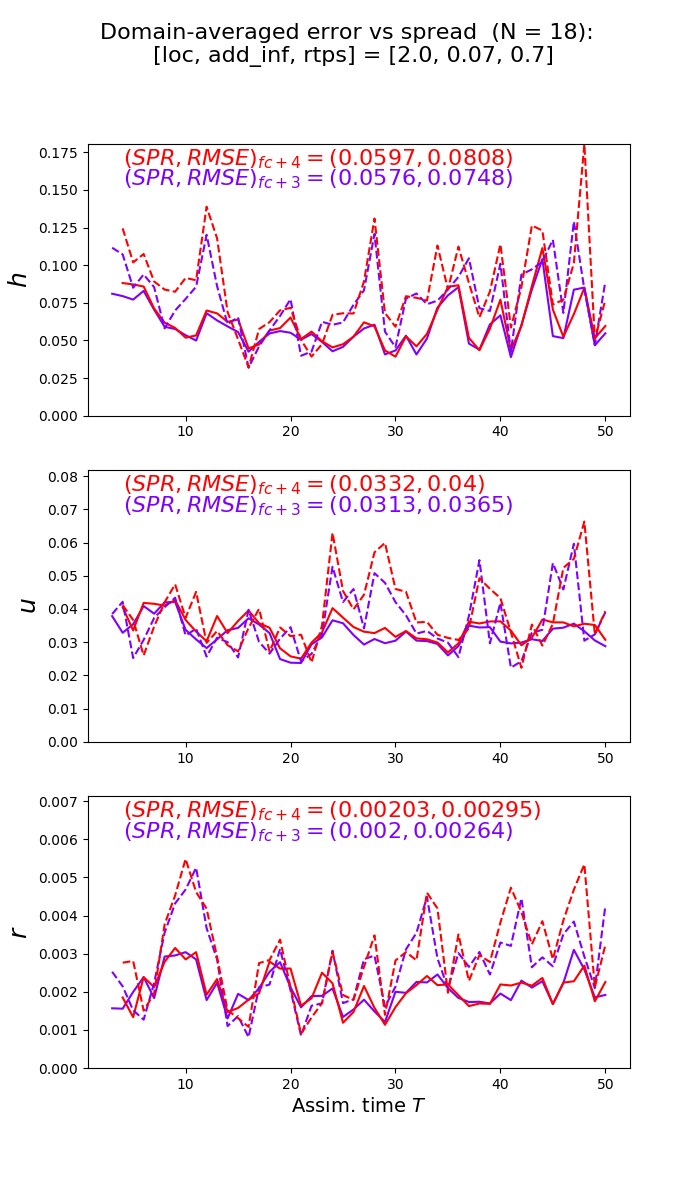 Domain-averaged error vs spread (N = 18):
[loc, add_inf, rtps] = [2.0, 0.07, 0.7]
(SPR, RMSE)fc+4 = (0.0597, 0.0808)
(SPR, RMSE)fc+3 = (0.0576, 0.0748)
0.175
0.150
0.125
0.100
0.075
0.050
0.025
0.000
h
10 20 30 40 50
(SPR, RMSE)fc+4 = (0.0332, 0.04)
(SPR, RMSE)fc+3 = (0.0313, 0.0365)
0.08
0.07
0.06
0.05
0.04
0.03
0.02
0.01
0.00
u
10 20 30 40 50
(SPR, RMSE)fc+4 = (0.00203, 0.00295)
(SPR, RMSE)fc+3 = (0.002, 0.00264)
0.007
0.006
0.005
0.004
0.003
0.002
0.001
0.000
r
10 20 30 40 50
Assim. time T